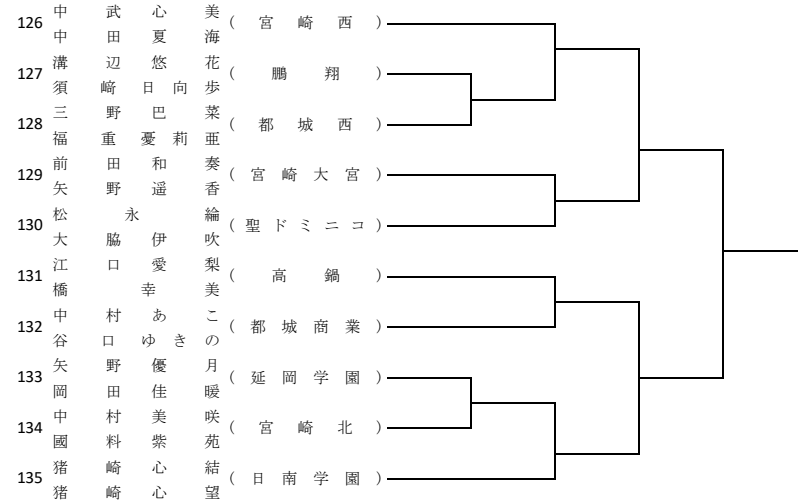 126 中武心美 (宮崎西)
中田夏海
127 溝辺悠花 (鵬翔)
須﨑日向歩
128 三野巴菜 (都城西)
福重憂莉亜
129 前田和奏 (宮崎大宮)
矢野遥香
130 松永綸 (聖ドミニコ)
大脇伊吹
131 江口愛梨 (高鍋)
橋幸美
132 中村あこ (都城商業)
谷口ゆきの
133 矢野優月 (延岡学園)
岡田佳暖
134 中村美咲 (宮崎北)
國料紫苑
135 猪崎心結 (日南学園)
猪崎心望